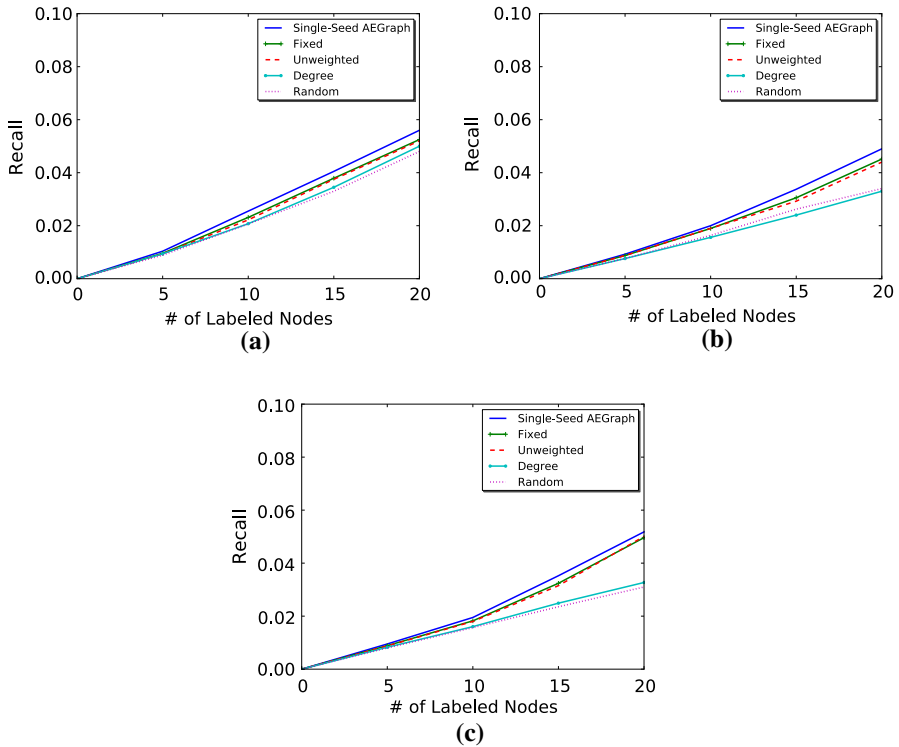 0.10
0.08
0.06
0.04
0.02
0.00
Recall
0
5
10
15
20
# of Labeled Nodes
Single-Seed AEGraph
Fixed
Unweighted
Degree
Random
(a)
0.10
0.08
0.06
0.04
0.02
0.00
Recall
0
5
10
15
20
# of Labeled Nodes
Single-Seed AEGraph
Fixed
Unweighted
Degree
Random
(b)
0.10
0.08
0.06
0.04
0.02
0.00
Recall
0
5
10
15
20
# of Labeled Nodes
Single-Seed AEGraph
Fixed
Unweighted
Degree
Random
(c)